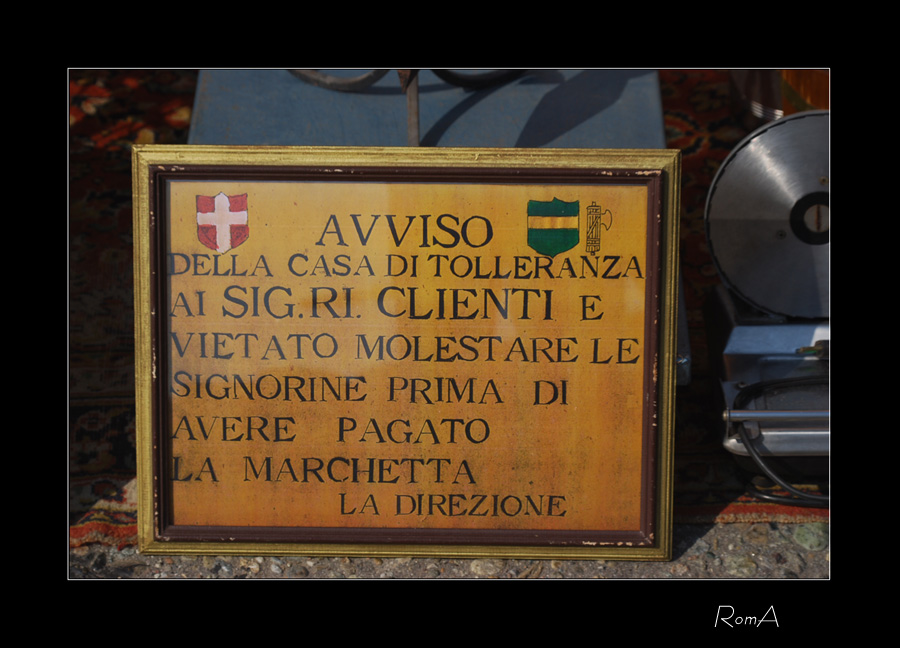 AVVISO
DELLA CASA DI TOLLERANZA
AI SIG.RI. CLIENTI E
VIETATO MOLESTARE LE
SIGNORINE PRIMA DI
AVERE PAGATO
LA MARCHETTA
LA DIREZIONE
RomA